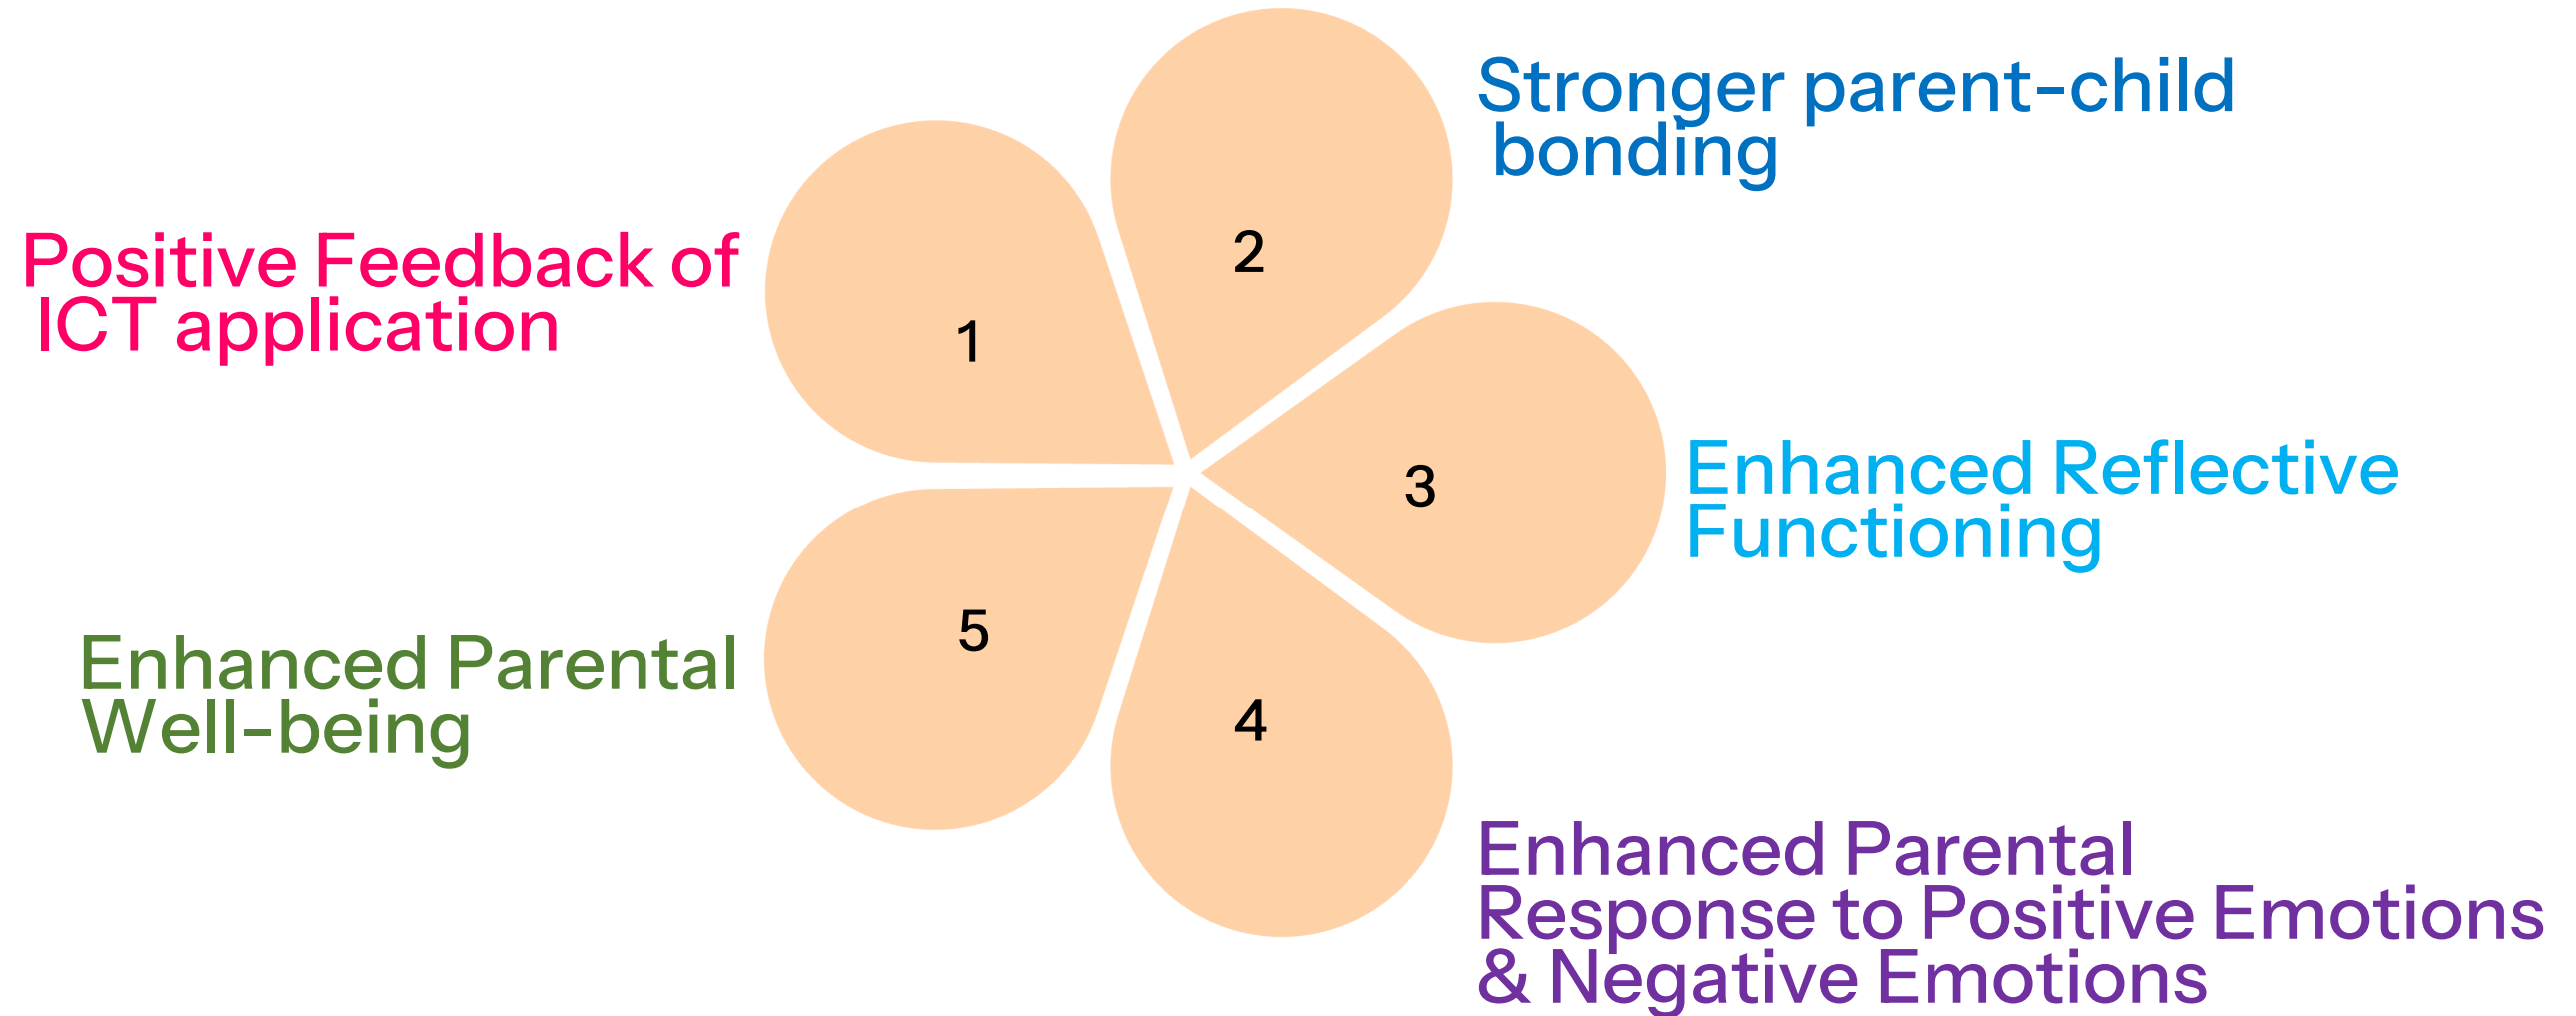 Positive Feedback of
ICT application
1
2
Stronger parent-child
bonding
3
Enhanced Reflective
Functioning
4
Enhanced Parental
Response to Positive Emotions
& Negative Emotions
5
Enhanced Parental
Well-being